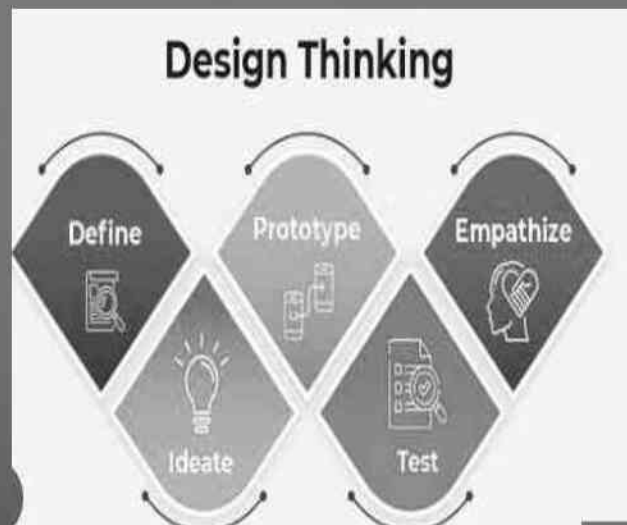 Design Thinking
Define
Prototype
Empathize
Ideate
Test